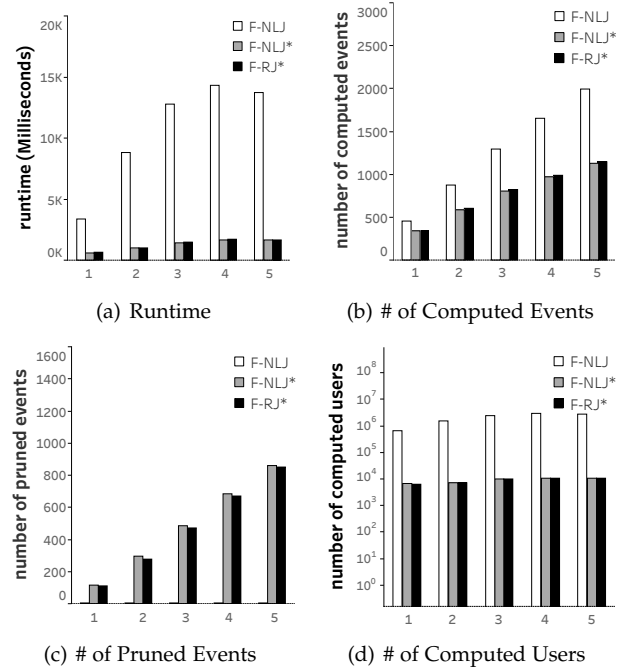 20K
15K
10K
5K
0K
runtime (Milliseconds)
F-NLJ
F-NLJ*
F-RJ*
1 2 3 4 5
(a) Runtime
3000
2500
2000
1500
1000
500
0
number of computed events
F-NLJ
F-NLJ*
F-RJ*
1 2 3 4 5
(b) # of Computed Events
1600
1400
1200
1000
800
600
400
200
0
number of pruned events
F-NLJ
F-NLJ*
F-RJ*
1 2 3 4 5
(c) # of Pruned Events
10^8
10^7
10^6
10^5
10^4
10^3
10^2
10^1
10^0
number of computed users
F-NLJ
F-NLJ*
F-RJ*
1 2 3 4 5
(d) # of Computed Users